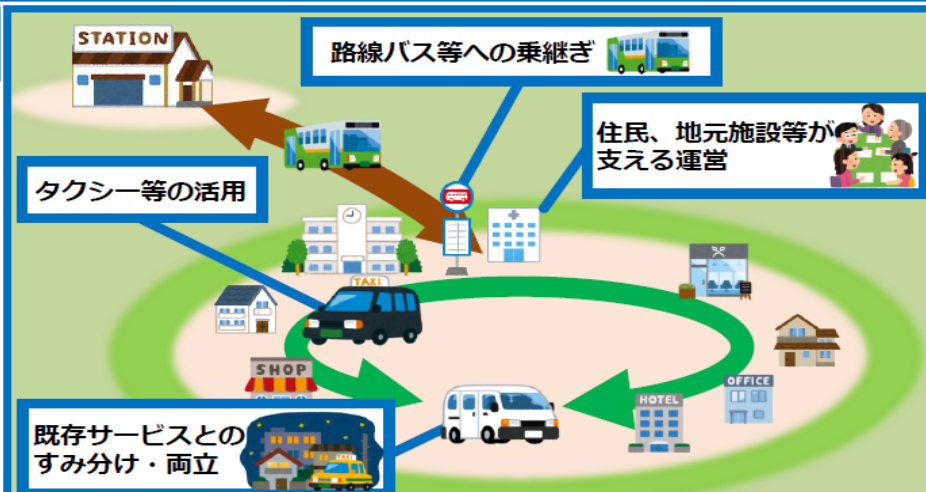 STATION
路線バス等への乗継ぎ
住民、地元施設等が
支える運営
タクシー等の活用
TAXI
SHOP
OFFICE
HOTEL
既存サービスとの
すみ分け・両立
TAXI